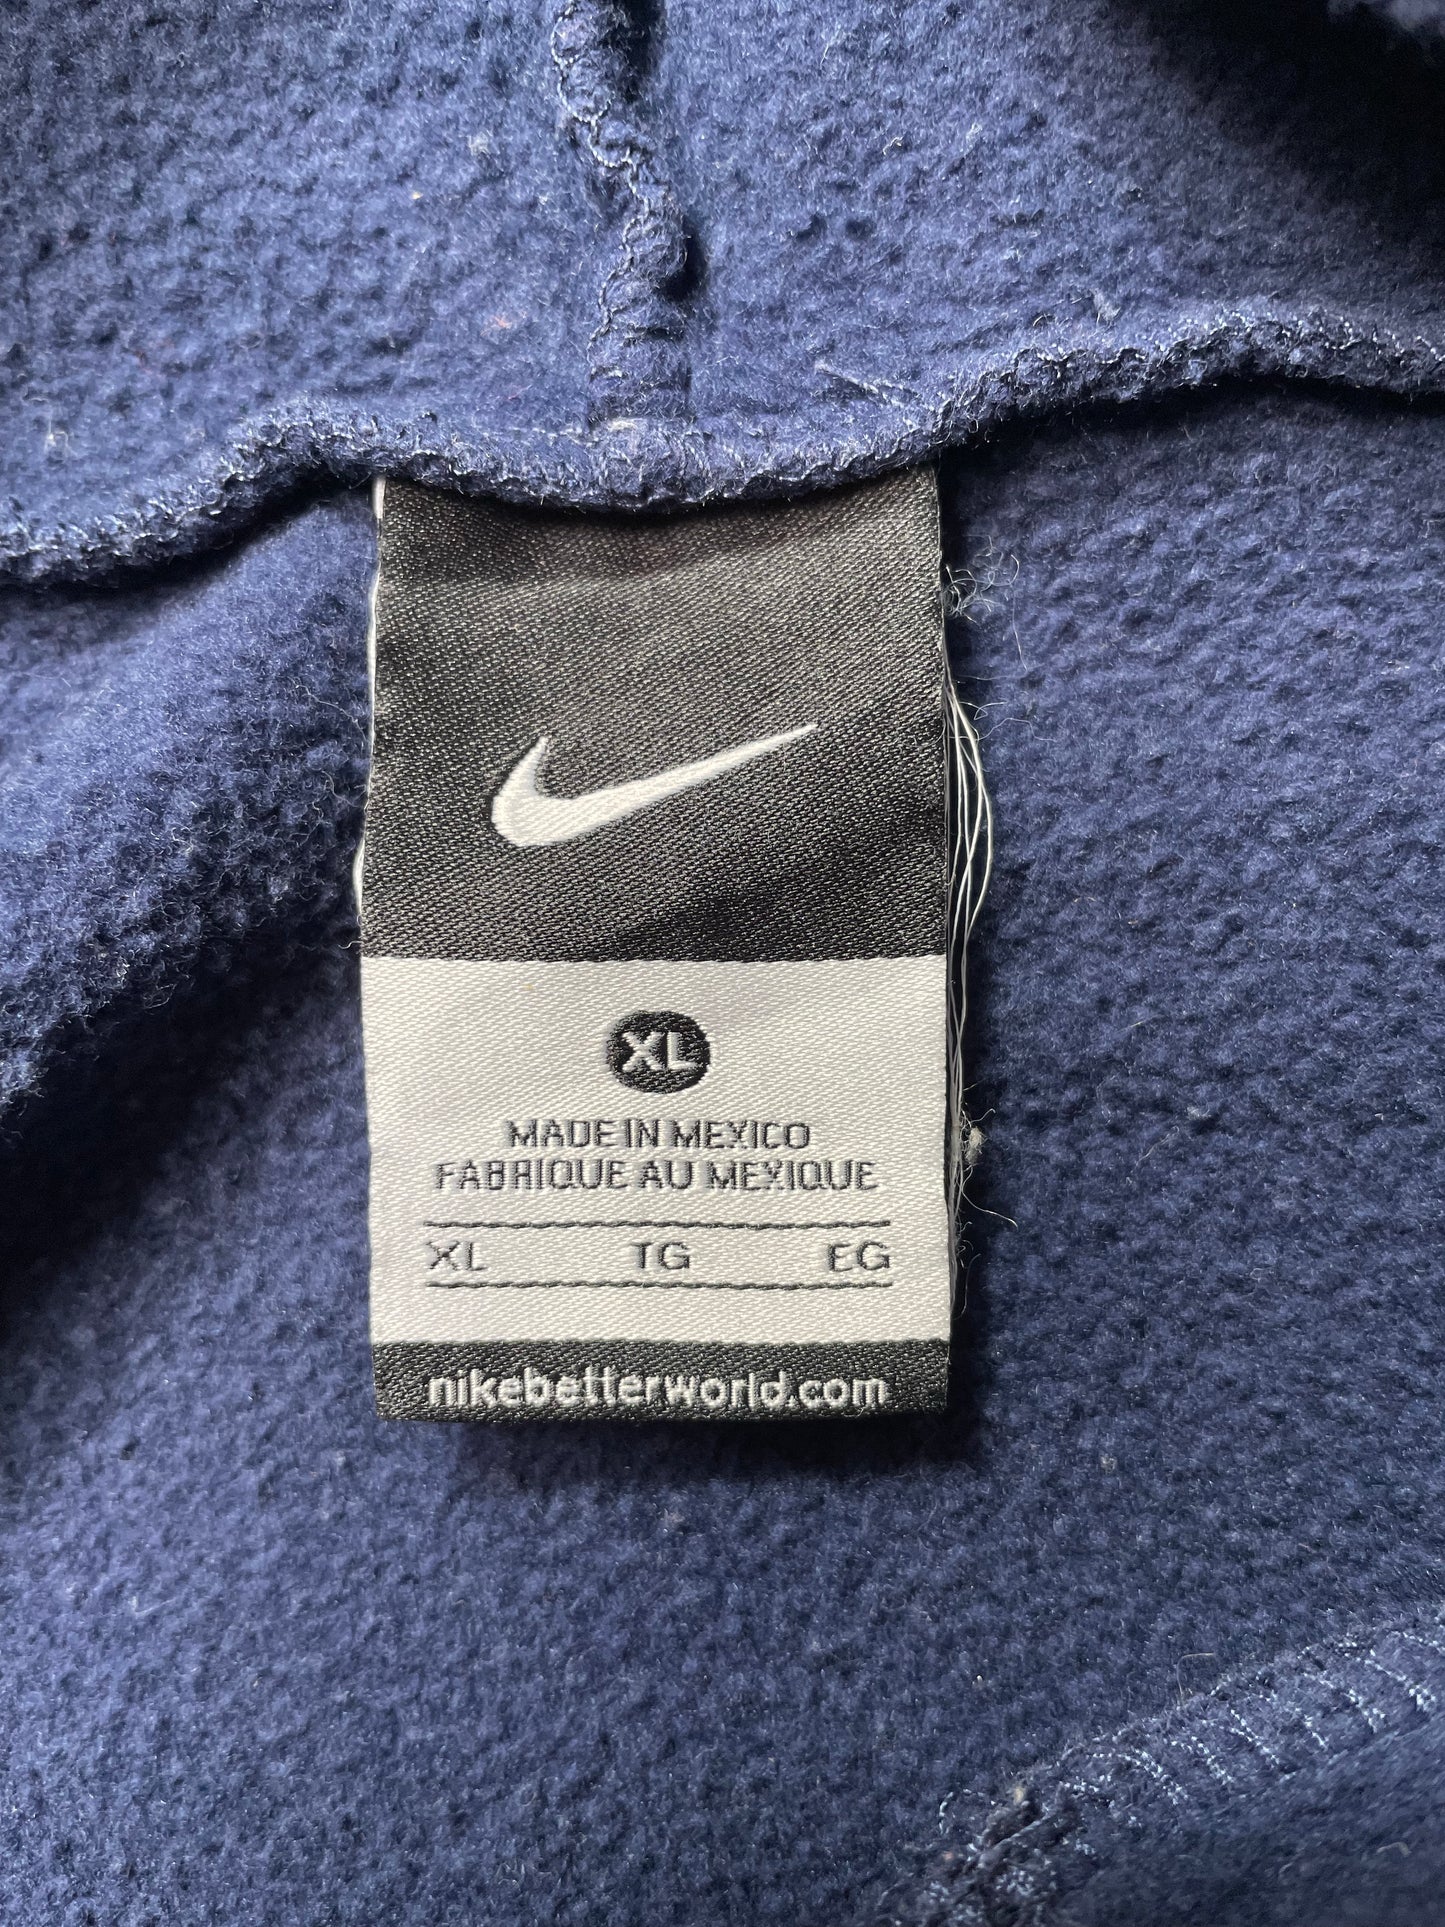 XL
MADE IN MEXICO
FABRIQUE AU MEXIQUE
XL TG EG
nikebetterworld.com